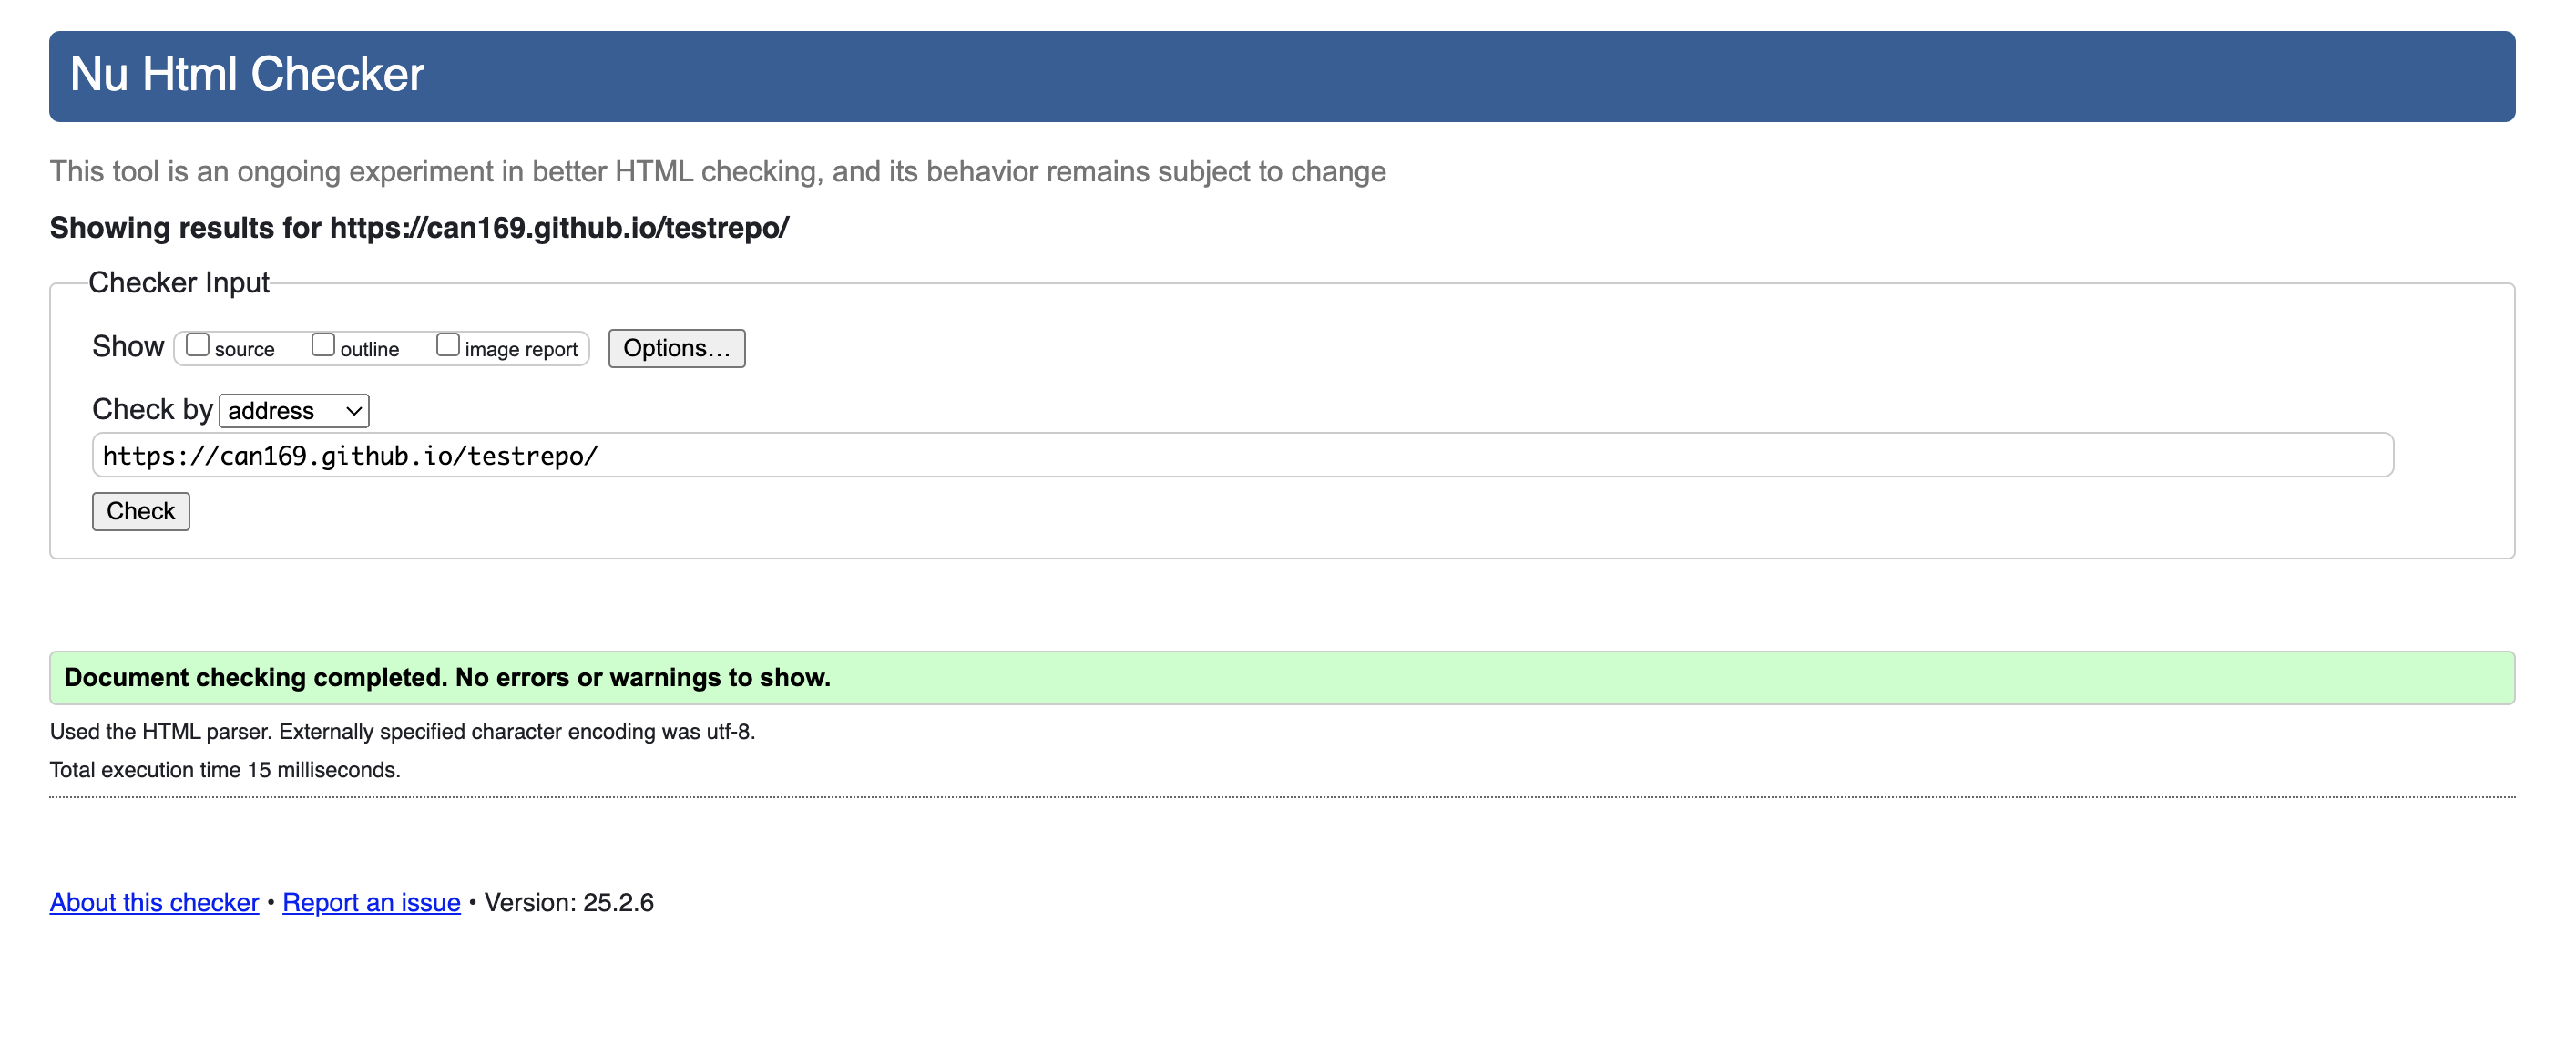 Nu Html Checker
This tool is an ongoing experiment in better HTML checking, and its behavior remains subject to change
Showing results for https://can169.github.io/testrepo/
Checker Input
Show source outline image report Options…
Check by address
https://can169.github.io/testrepo/
Check
Document checking completed. No errors or warnings to show.
Used the HTML parser. Externally specified character encoding was utf-8.
Total execution time 15 milliseconds.
About this checker • Report an issue • Version: 25.2.6